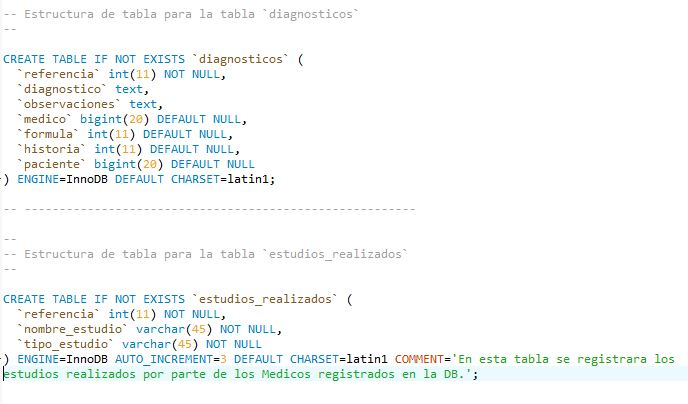 -- Estructura de tabla para la tabla `diagnosticos`
--
CREATE TABLE IF NOT EXISTS `diagnosticos` (
  `referencia` int(11) NOT NULL,
  `diagnostico` text,
  `observaciones` text,
  `medico` bigint(20) DEFAULT NULL,
  `formula` int(11) DEFAULT NULL,
  `historia` int(11) DEFAULT NULL,
  `paciente` bigint(20) DEFAULT NULL
) ENGINE=InnoDB DEFAULT CHARSET=latin1;
-- --------------------------------------------------------
--
-- Estructura de tabla para la tabla `estudios_realizados`
--
CREATE TABLE IF NOT EXISTS `estudios_realizados` (
  `referencia` int(11) NOT NULL,
  `nombre_estudio` varchar(45) NOT NULL,
  `tipo_estudio` varchar(45) NOT NULL
) ENGINE=InnoDB AUTO_INCREMENT=3 DEFAULT CHARSET=latin1 COMMENT='En esta tabla se registrara los
estudios realizados por parte de los Medicos registrados en la DB.';